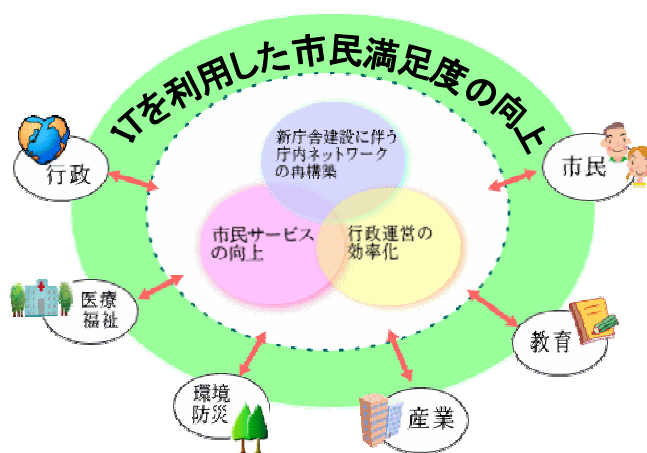 ITを利用した市民満足度の向上
新庁舎建設に伴う
庁内ネットワーク
の再構築
市民サービス
の向上
行政運営の
効率化
行政
市民
医療
福祉
教育
環境
防災
産業